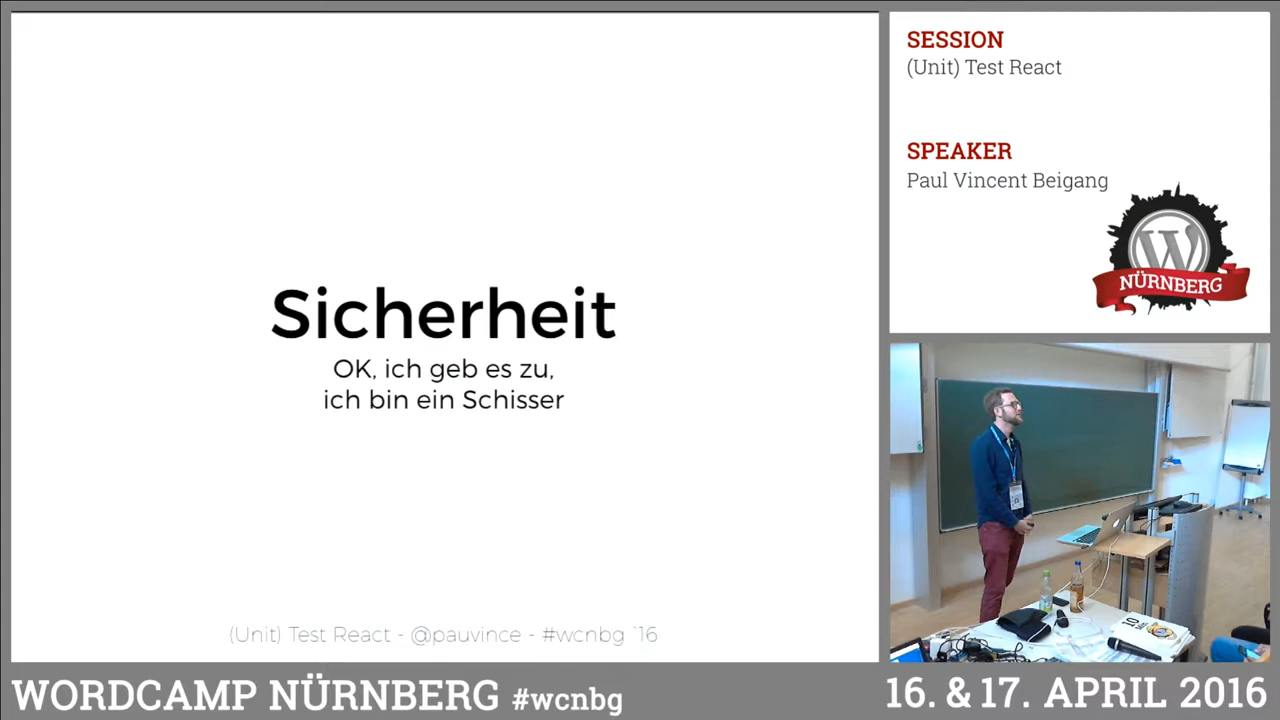 Sicherheit
OK, ich geb es zu,
ich bin ein Schisser
(Unit) Test React - @pauvince - #wcnbg '16
SESSION
(Unit) Test React
SPEAKER
Paul Vincent Beigang
W
NÜRNBERG
WORDCAMP NÜRNBERG #wcnbg
16. & 17. APRIL 2016